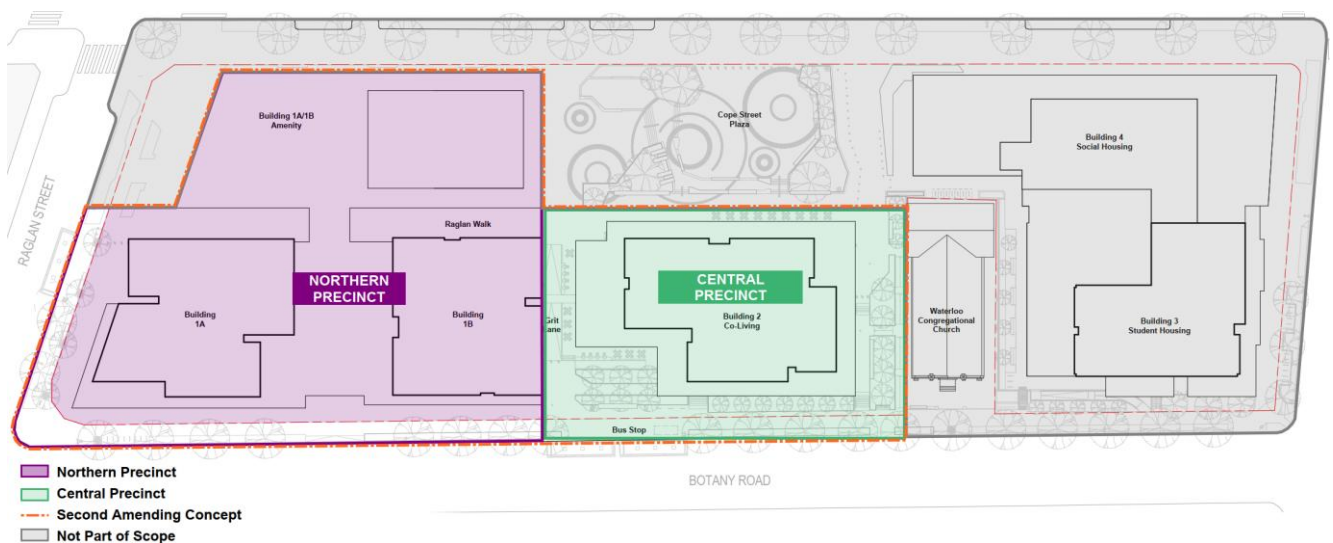 Building 1A/1B
Amenity
Cope Street
Plaza
Building 4
Social Housing
RAGLAN STREET
Raglan Walk
NORTHERN
PRECINCT
CENTRAL
PRECINCT
Building
1A
Building
1B
Grit
Lane
Building 2
Co-Living
Waterloo
Congregational
Church
Building 3
Student Housing
Bus Stop
BOTANY ROAD
Northern Precinct
Central Precinct
Second Amending Concept
Not Part of Scope